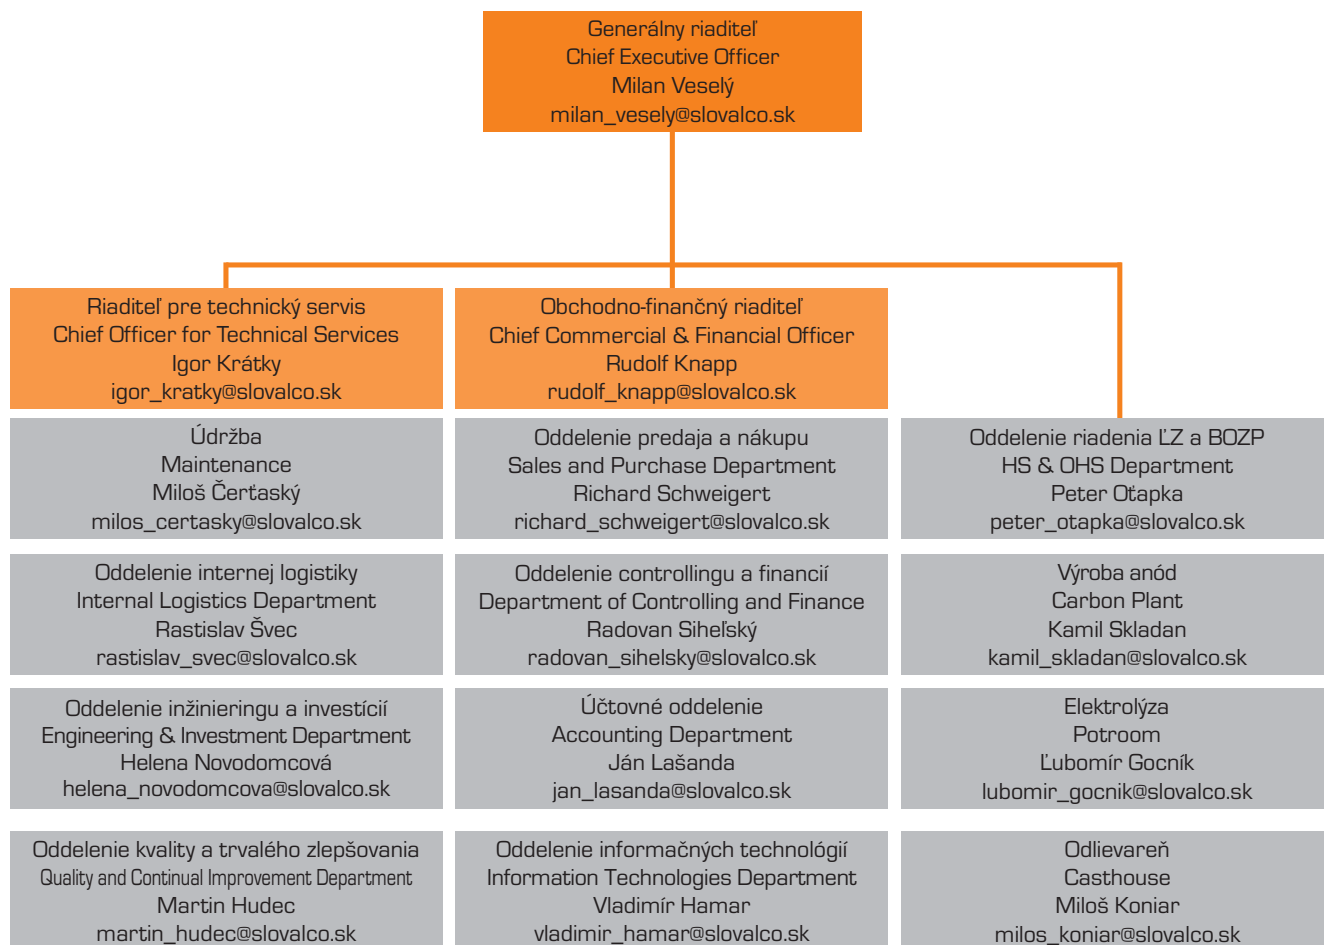 Generálny riaditeľ
Chief Executive Officer
Milan Veselý
milan_vesely@slovalco.sk
Riaditeľ pre technický servis
Chief Officer for Technical Services
Igor Krátky
igor_kratky@slovalco.sk
Obchodno-finančný riaditeľ
Chief Commercial & Financial Officer
Rudolf Knapp
rudolf_knapp@slovalco.sk
Údržba
Maintenance
Miloš Čerťaský
milos_certasky@slovalco.sk
Oddelenie predaja a nákupu
Sales and Purchase Department
Richard Schweigert
richard_schweigert@slovalco.sk
Oddelenie riadenia ĽZ a BOZP
HS & OHS Department
Peter Oťapka
peter_otapka@slovalco.sk
Oddelenie internej logistiky
Internal Logistics Department
Rastislav Švec
rastislav_svec@slovalco.sk
Oddelenie controllingu a financií
Department of Controlling and Finance
Radovan Siheľský
radovan_sihelsky@slovalco.sk
Výroba anód
Carbon Plant
Kamil Skladan
kamil_skladan@slovalco.sk
Oddelenie inžinieringu a investícií
Engineering & Investment Department
Helena Novodomcová
helena_novodomcova@slovalco.sk
Účtovné oddelenie
Accounting Department
Ján Lašanda
jan_lasanda@slovalco.sk
Elektrolýza
Potroom
Ľubomír Gocník
lubomir_gocnik@slovalco.sk
Oddelenie kvality a trvalého zlepšovania
Quality and Continual Improvement Department
Martin Hudec
martin_hudec@slovalco.sk
Oddelenie informačných technológií
Information Technologies Department
Vladimír Hamar
vladimir_hamar@slovalco.sk
Odlievareň
Casthouse
Miloš Koniar
milos_koniar@slovalco.sk